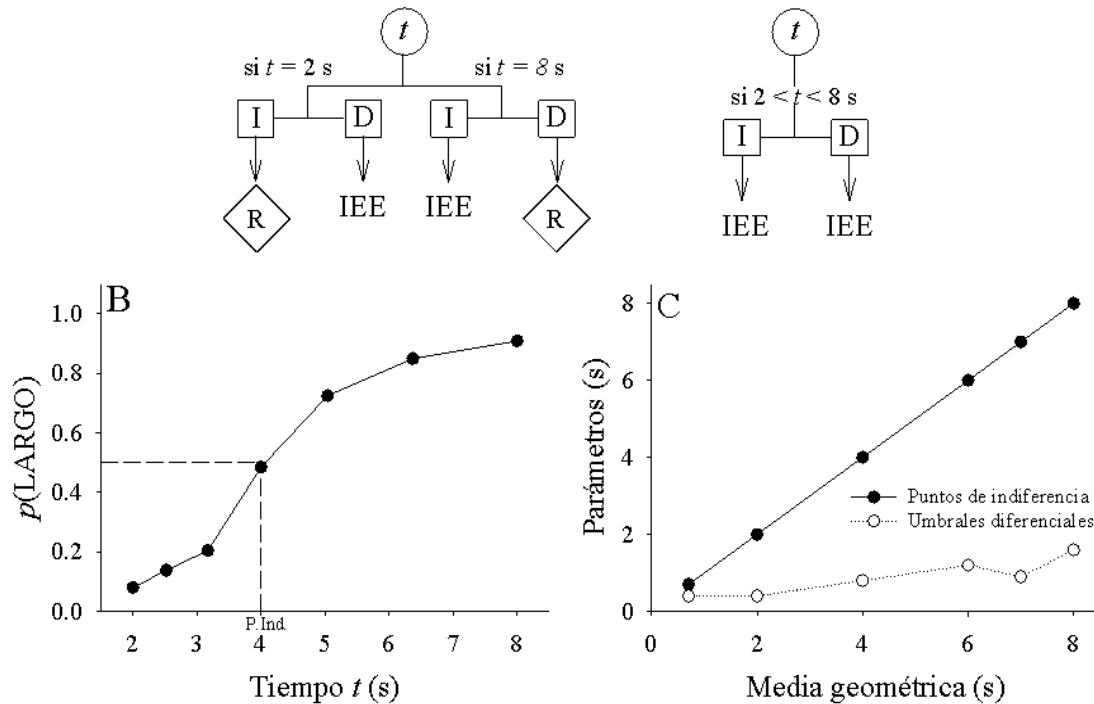 t
t
si t = 2 s
si t = 8 s
si 2 < t < 8 s
I
D
I
D
I
D
R
IEE
IEE
R
IEE
IEE
B
1.0
0.8
0.6
0.4
0.2
0.0
p(LARGO)
2
3
4
5
6
7
8
P.Ind
Tiempo t (s)
C
8
6
4
2
0
Parámetros (s)
Puntos de indiferencia
Umbrales diferenciales
0
2
4
6
8
Media geométrica (s)